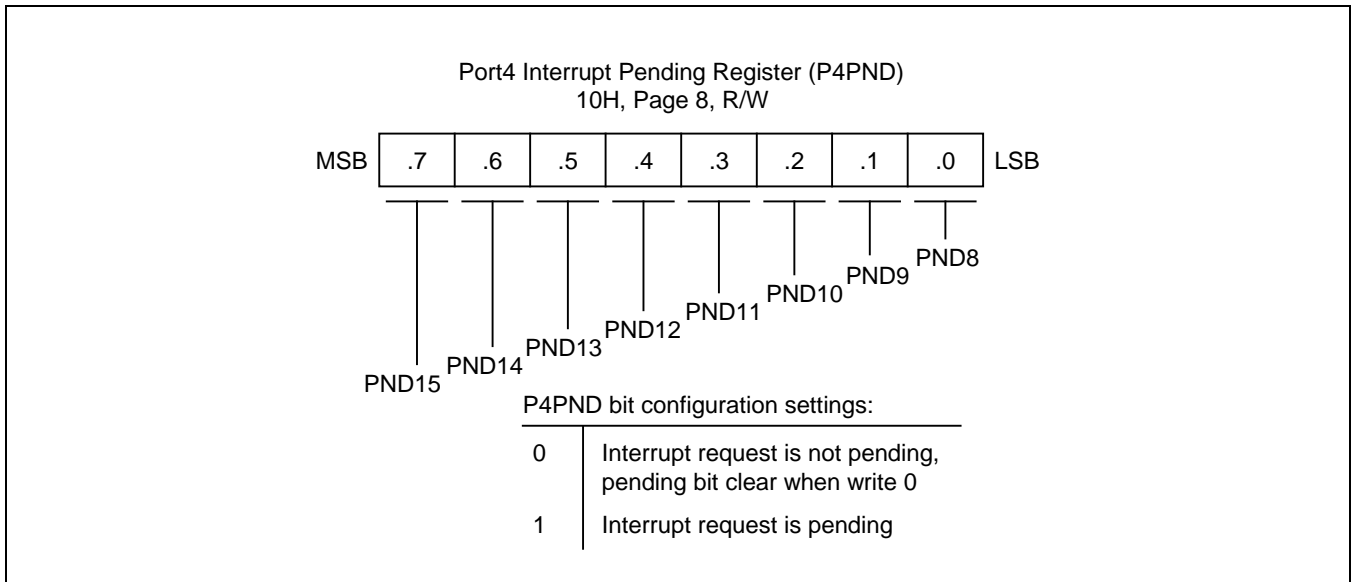 Port4 Interrupt Pending Register (P4PND)
10H, Page 8, R/W
MSB .7 .6 .5 .4 .3 .2 .1 .0 LSB
PND8
PND9
PND10
PND11
PND12
PND13
PND14
PND15
P4PND bit configuration settings:
0 Interrupt request is not pending,
pending bit clear when write 0
1 Interrupt request is pending